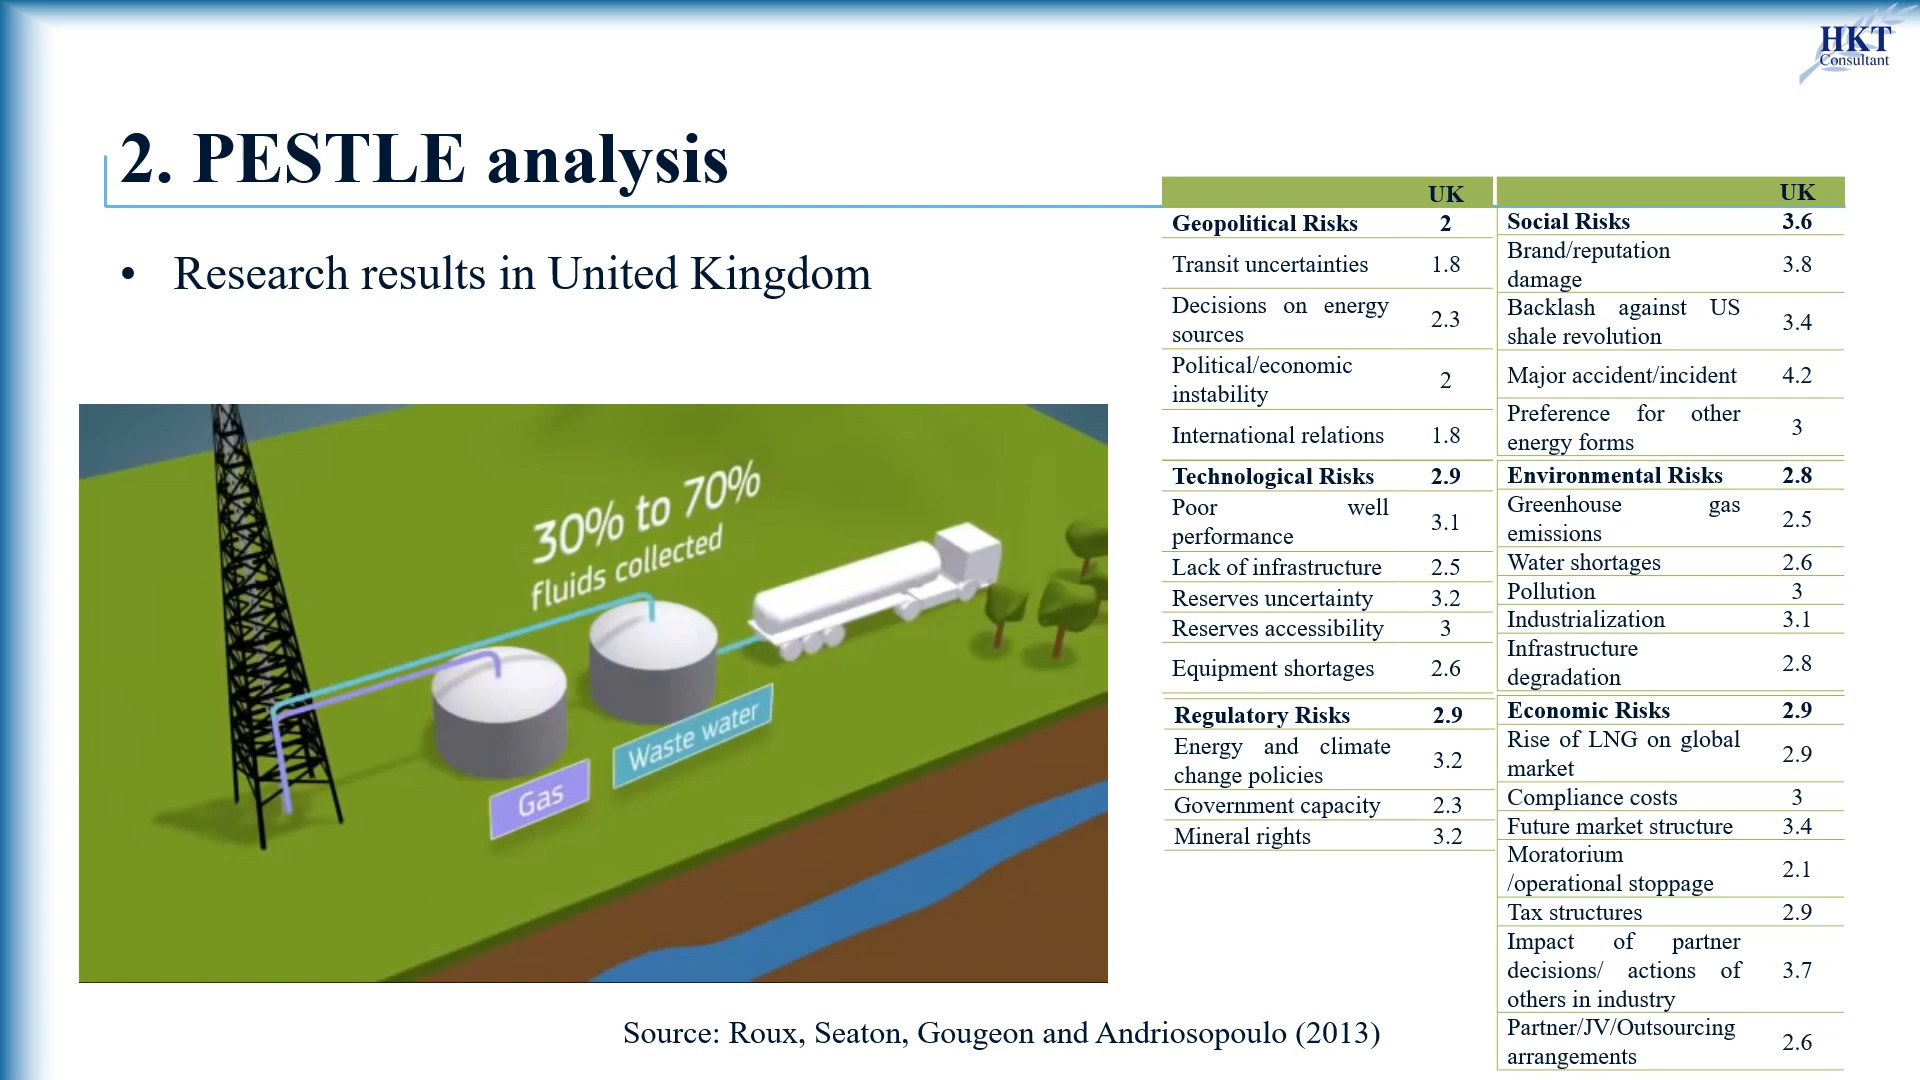 HKT
Consultant
2. PESTLE analysis
• Research results in United Kingdom
30% to 70%
fluids collected
Gas
Waste water
UK
Geopolitical Risks 2
Transit uncertainties 1.8
Decisions on energy
sources 2.3
Political/economic
instability 2
International relations 1.8
Technological Risks 2.9
Poor well
performance 3.1
Lack of infrastructure 2.5
Reserves uncertainty 3.2
Reserves accessibility 3
Equipment shortages 2.6
Regulatory Risks 2.9
Energy and climate
change policies 3.2
Government capacity 2.3
Mineral rights 3.2
UK
Social Risks 3.6
Brand/reputation
damage 3.8
Backlash against US
shale revolution 3.4
Major accident/incident 4.2
Preference for other
energy forms 3
Environmental Risks 2.8
Greenhouse gas
emissions 2.5
Water shortages 2.6
Pollution 3
Industrialization 3.1
Infrastructure
degradation 2.8
Economic Risks 2.9
Rise of LNG on global
market 2.9
Compliance costs 3
Future market structure 3.4
Moratorium
/operational stoppage 2.1
Tax structures 2.9
Impact of partner
decisions/ actions of 3.7
others in industry
Partner/JV/Outsourcing
arrangements 2.6
Source: Roux, Seaton, Gougeon and Andriosopoulo (2013)